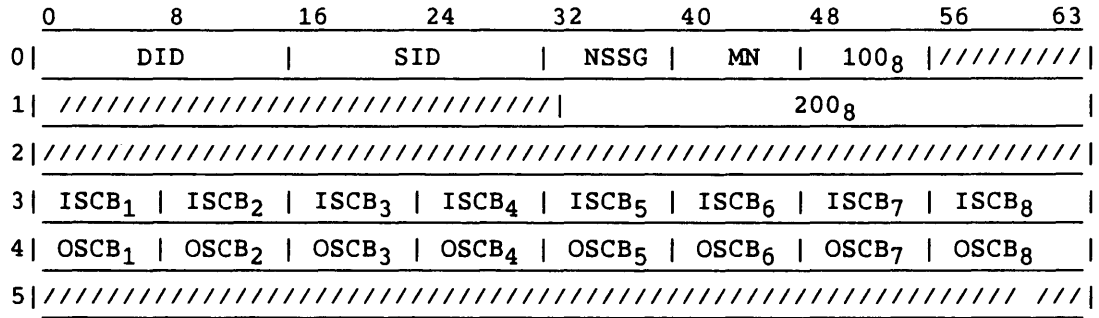 0 8 16 24 32 40 48 56 63
0| DID | SID | NSSG | MN | 100₈ |/////////|
1| ///////////////////////////////| 200₈ |
2|////////////////////////////////////////////////////////////////|
3| ISCB₁ | ISCB₂ | ISCB₃ | ISCB₄ | ISCB₅ | ISCB₆ | ISCB₇ | ISCB₈ |
4| OSCB₁ | OSCB₂ | OSCB₃ | OSCB₄ | OSCB₅ | OSCB₆ | OSCB₇ | OSCB₈ |
5|//////////////////////////////////////////////////////////// ///|